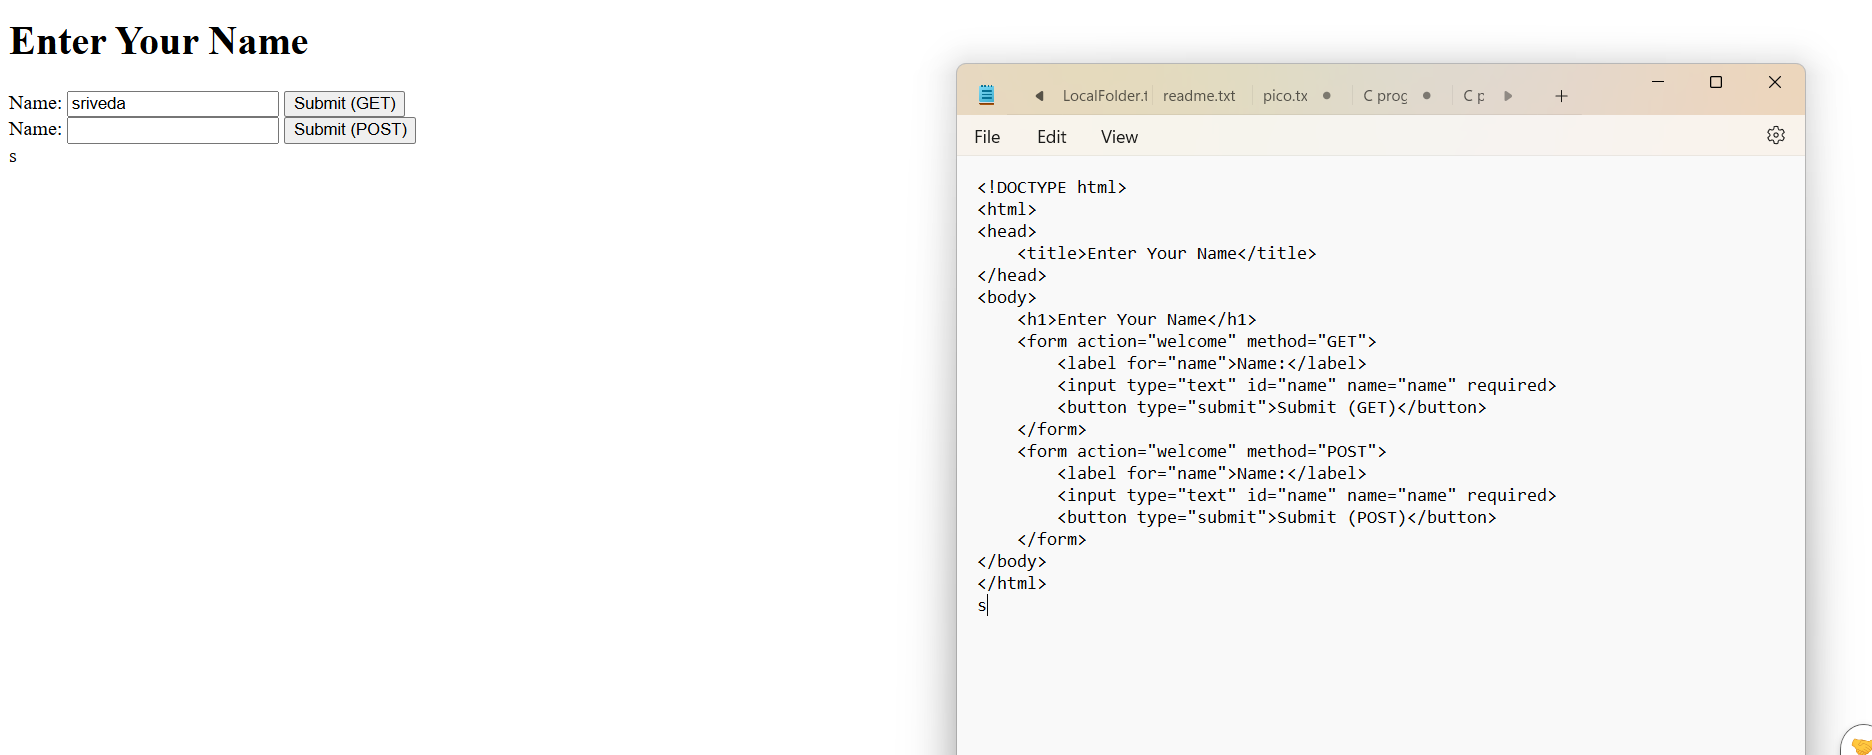 Enter Your Name
Name: sriveda Submit (GET)
Name: Submit (POST)
s
LocalFolder.t readme.txt pico.tx C prog C p
File Edit View
<!DOCTYPE html>
<html>
<head>
    <title>Enter Your Name</title>
</head>
<body>
    <h1>Enter Your Name</h1>
    <form action="welcome" method="GET">
        <label for="name">Name:</label>
        <input type="text" id="name" name="name" required>
        <button type="submit">Submit (GET)</button>
    </form>
    <form action="welcome" method="POST">
        <label for="name">Name:</label>
        <input type="text" id="name" name="name" required>
        <button type="submit">Submit (POST)</button>
    </form>
</body>
</html>
s